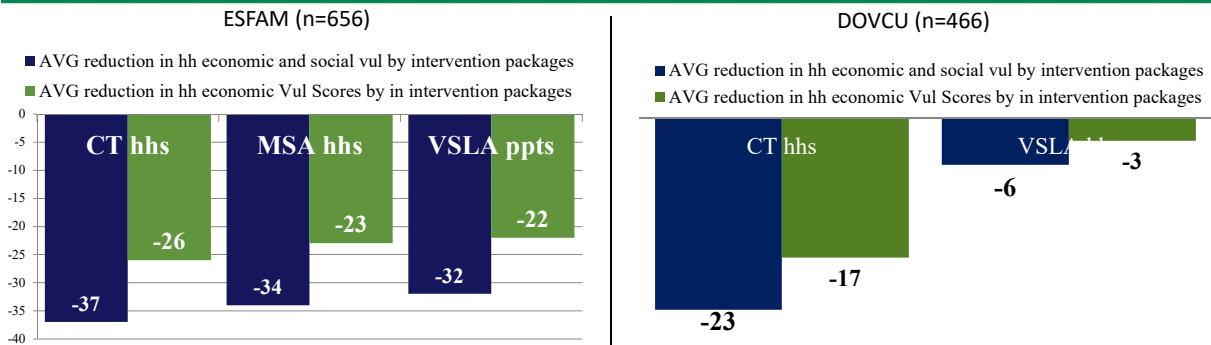 ESFAM (n=656)
AVG reduction in hh economic and social vul by intervention packages
AVG reduction in hh economic Vul Scores by in intervention packages
0
-5
-10
-15
-20
-25
-30
-35
-40
CT hhs
MSA hhs
VSLA ppts
-37
-26
-34
-23
-32
-22
DOVCU (n=466)
AVG reduction in hh economic and social vul by intervention packages
AVG reduction in hh economic Vul Scores by in intervention packages
CT hhs
-23
-17
-6
-3